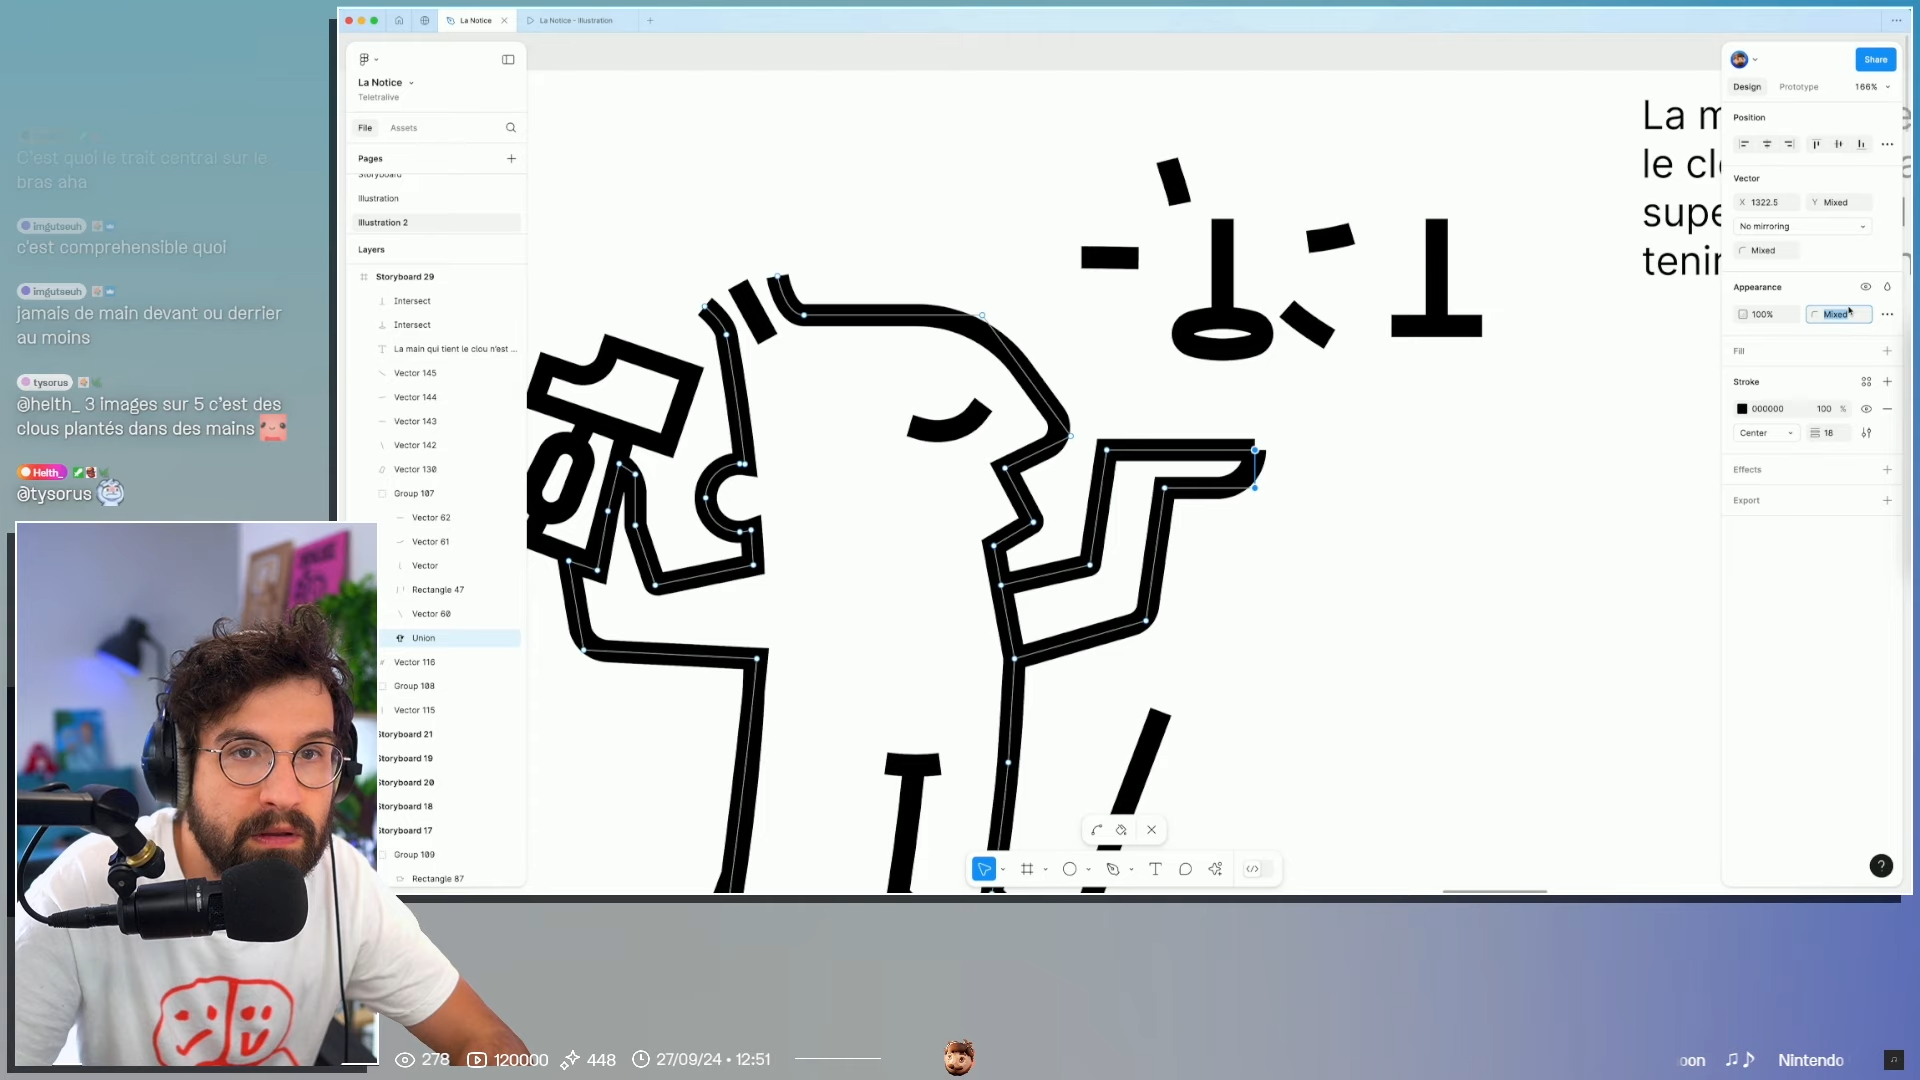 La Notice
La Notice - Illustration
La Notice
Teletralive
File
Assets
Pages
Storyboard
Illustration
Illustration 2
Layers
Storyboard 29
Intersect
Intersect
La main qui tient le clou n'est ...
Vector 145
Vector 144
Vector 143
Vector 142
Vector 130
Group 107
Vector 62
Vector 61
Vector
Rectangle 47
Vector 60
Union
Vector 116
Group 108
Vector 115
Storyboard 21
Storyboard 19
Storyboard 20
Storyboard 18
Storyboard 17
Group 109
Rectangle 87
C'est quoi le trait central sur le
bras aha
imgutseuh
c'est comprehensible quoi
imgutseuh
jamais de main devant ou derrier
au moins
tysorus
@helth_ 3 images sur 5 c'est des
clous plantés dans des mains
Helth_
@tysorus
La m
le cl
supe
tenir
Share
Design
Prototype
166%
Position
Vector
X 1322.5
Y Mixed
No mirroring
Mixed
Appearance
100%
Mixed
Fill
Stroke
000000
100 %
Center
18
Effects
Export
?
278
120000
448
27/09/24 • 12:51
oon
Nintendo